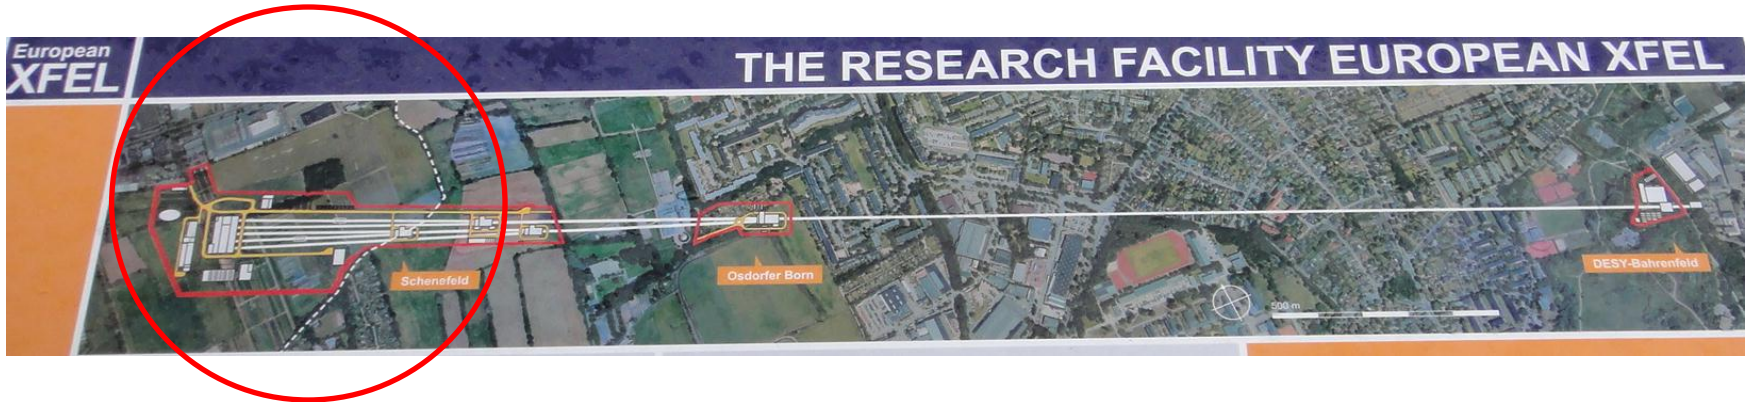 European
XFEL
THE RESEARCH FACILITY EUROPEAN XFEL
Schenefeld
Osdorfer Born
DESY-Bahrenfeld
500 m